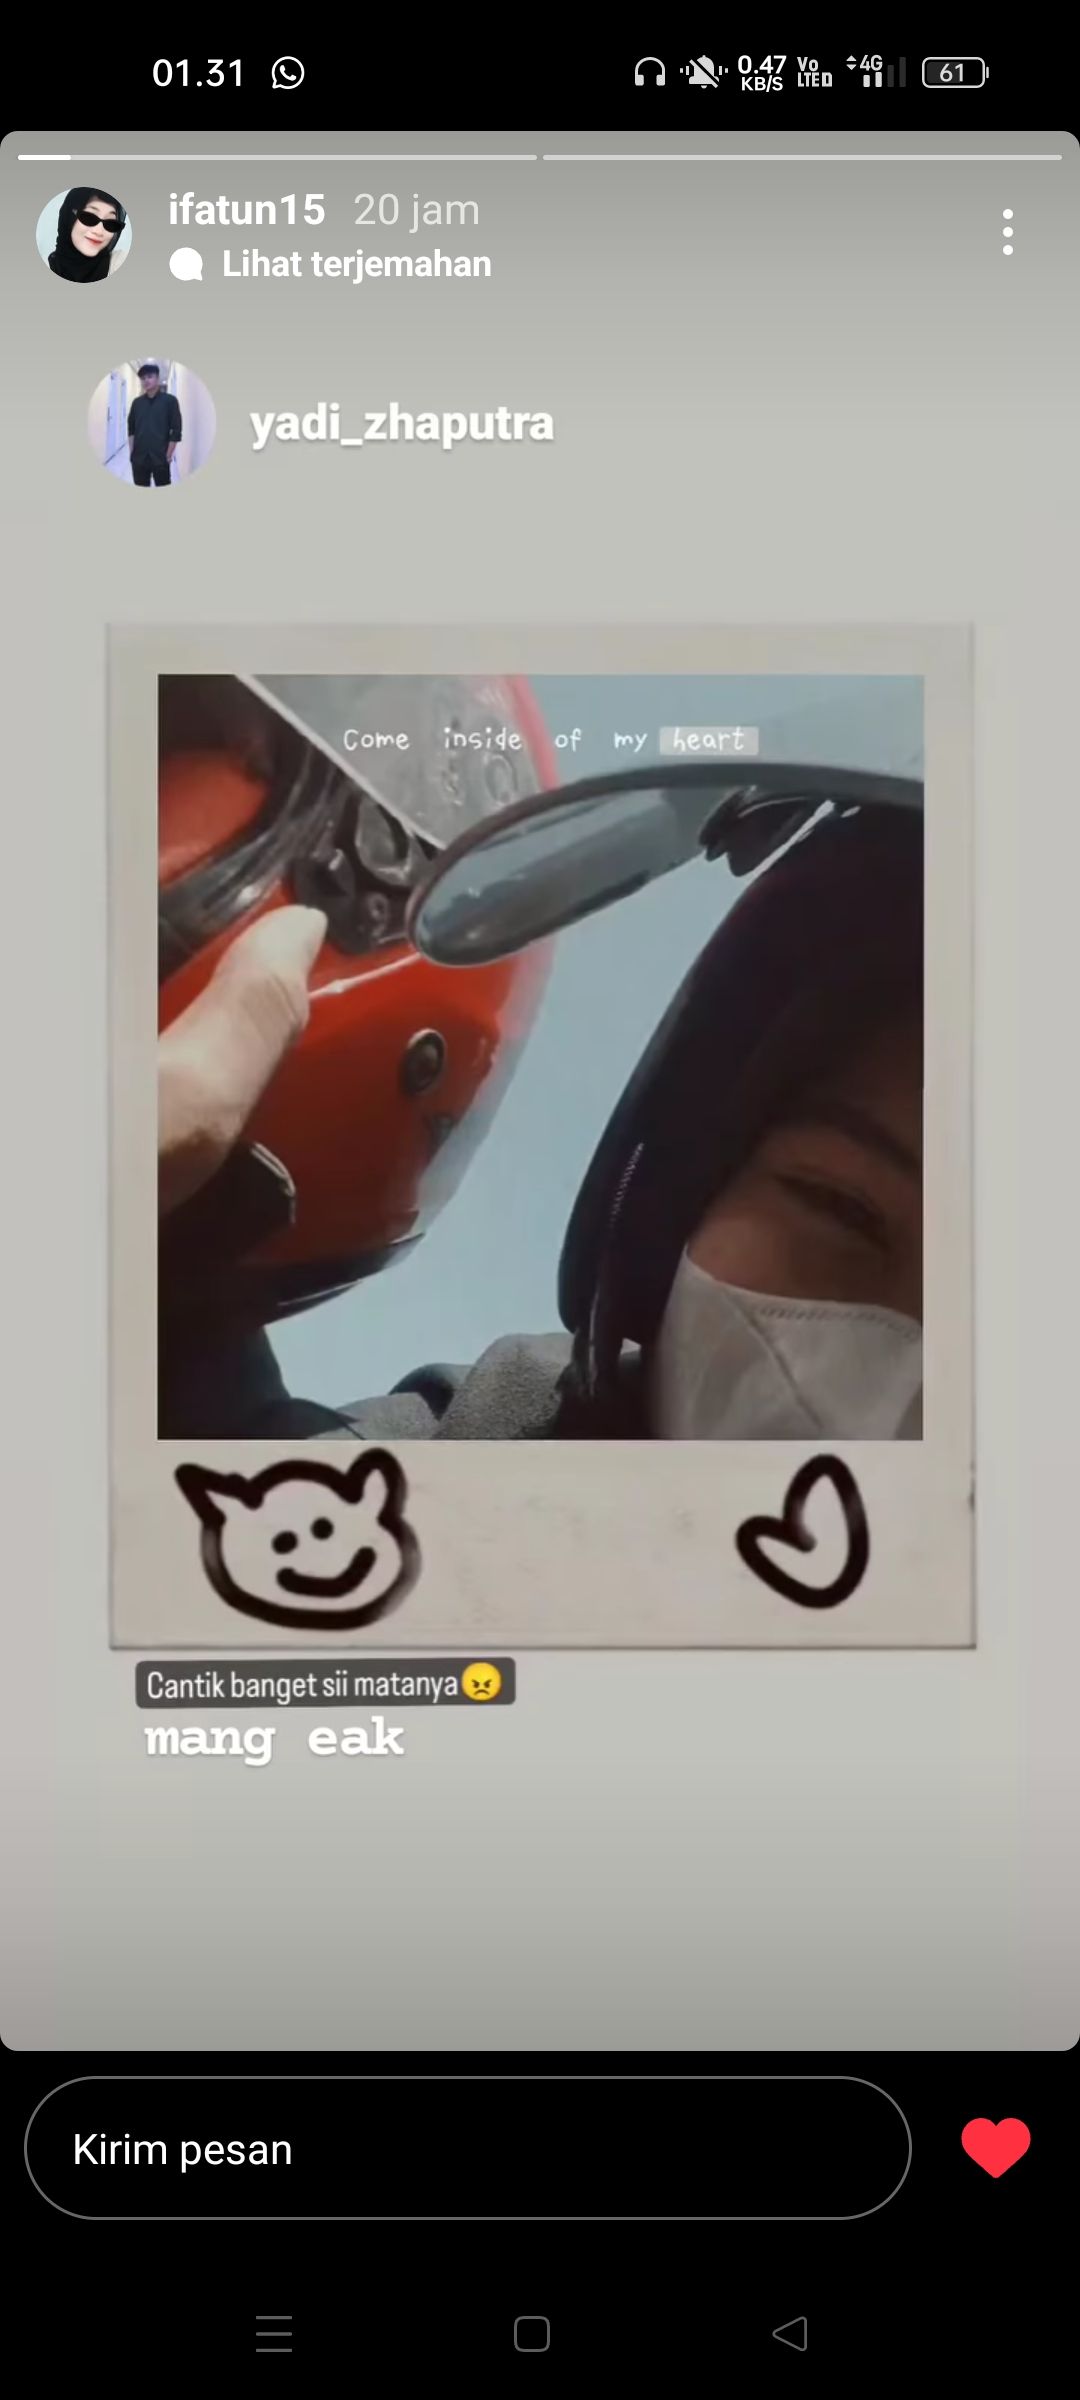 01.31
0.47
KB/S
Vo
LTE
4G
61
ifatun15 20 jam
Lihat terjemahan
yadi_zhaputra
Come inside of my heart
Cantik banget sii matanya😠
mang eak
Kirim pesan